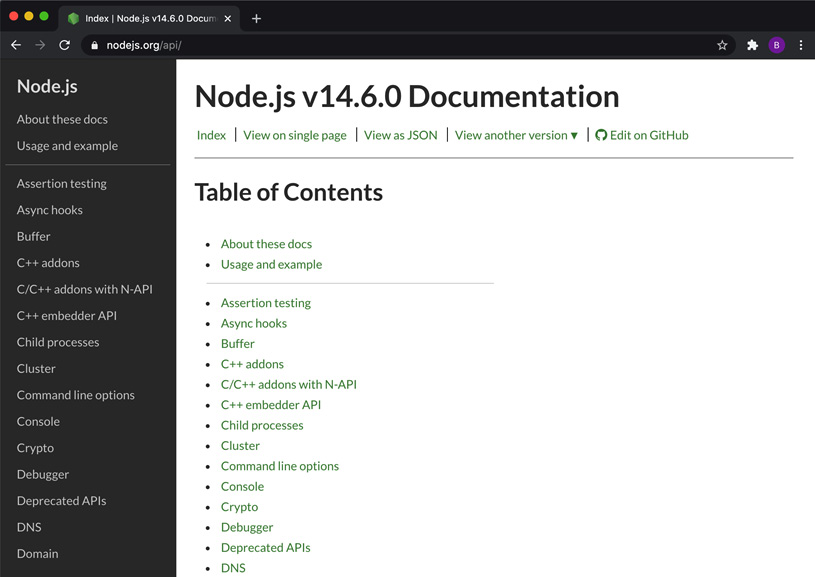 Index | Node.js v14.6.0 Docum
nodejs.org/api/
B
Node.js
About these docs
Usage and example
Assertion testing
Async hooks
Buffer
C++ addons
C/C++ addons with N-API
C++ embedder API
Child processes
Cluster
Command line options
Console
Crypto
Debugger
Deprecated APIs
DNS
Domain
Node.js v14.6.0 Documentation
Index | View on single page | View as JSON | View another version ▼ | Edit on GitHub
Table of Contents
About these docs
Usage and example
Assertion testing
Async hooks
Buffer
C++ addons
C/C++ addons with N-API
C++ embedder API
Child processes
Cluster
Command line options
Console
Crypto
Debugger
Deprecated APIs
DNS